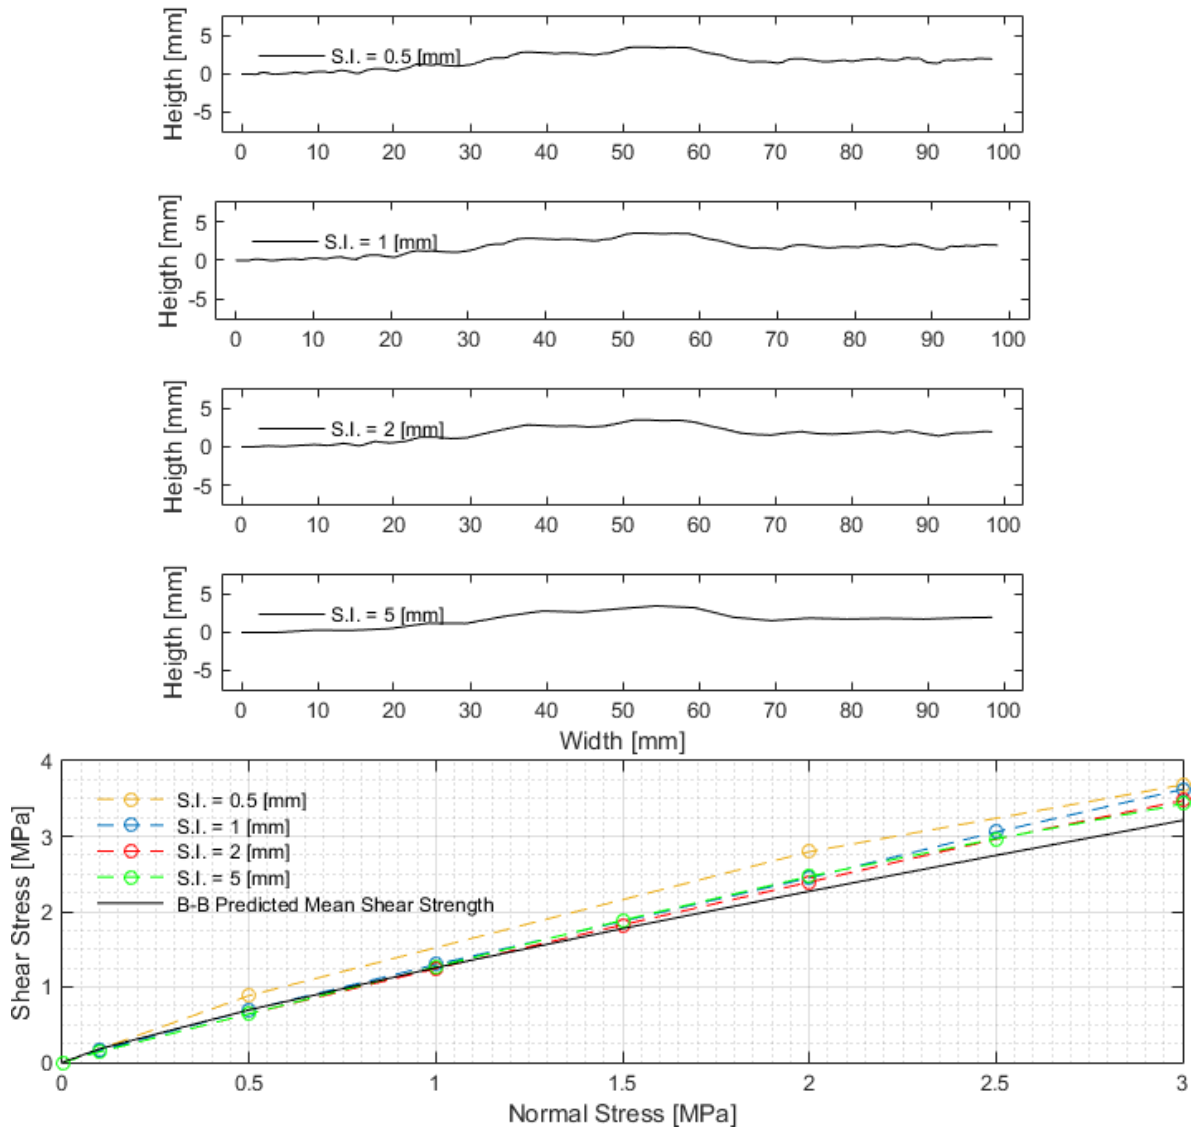 Heigth [mm]
5
0
-5
S.I. = 0.5 [mm]
0 10 20 30 40 50 60 70 80 90 100
Heigth [mm]
5
0
-5
S.I. = 1 [mm]
0 10 20 30 40 50 60 70 80 90 100
Heigth [mm]
5
0
-5
S.I. = 2 [mm]
0 10 20 30 40 50 60 70 80 90 100
Heigth [mm]
5
0
-5
S.I. = 5 [mm]
0 10 20 30 40 50 60 70 80 90 100
Width [mm]
Shear Stress [MPa]
4
3
2
1
0
S.I. = 0.5 [mm]
S.I. = 1 [mm]
S.I. = 2 [mm]
S.I. = 5 [mm]
B-B Predicted Mean Shear Strength
0 0.5 1 1.5 2 2.5 3
Normal Stress [MPa]